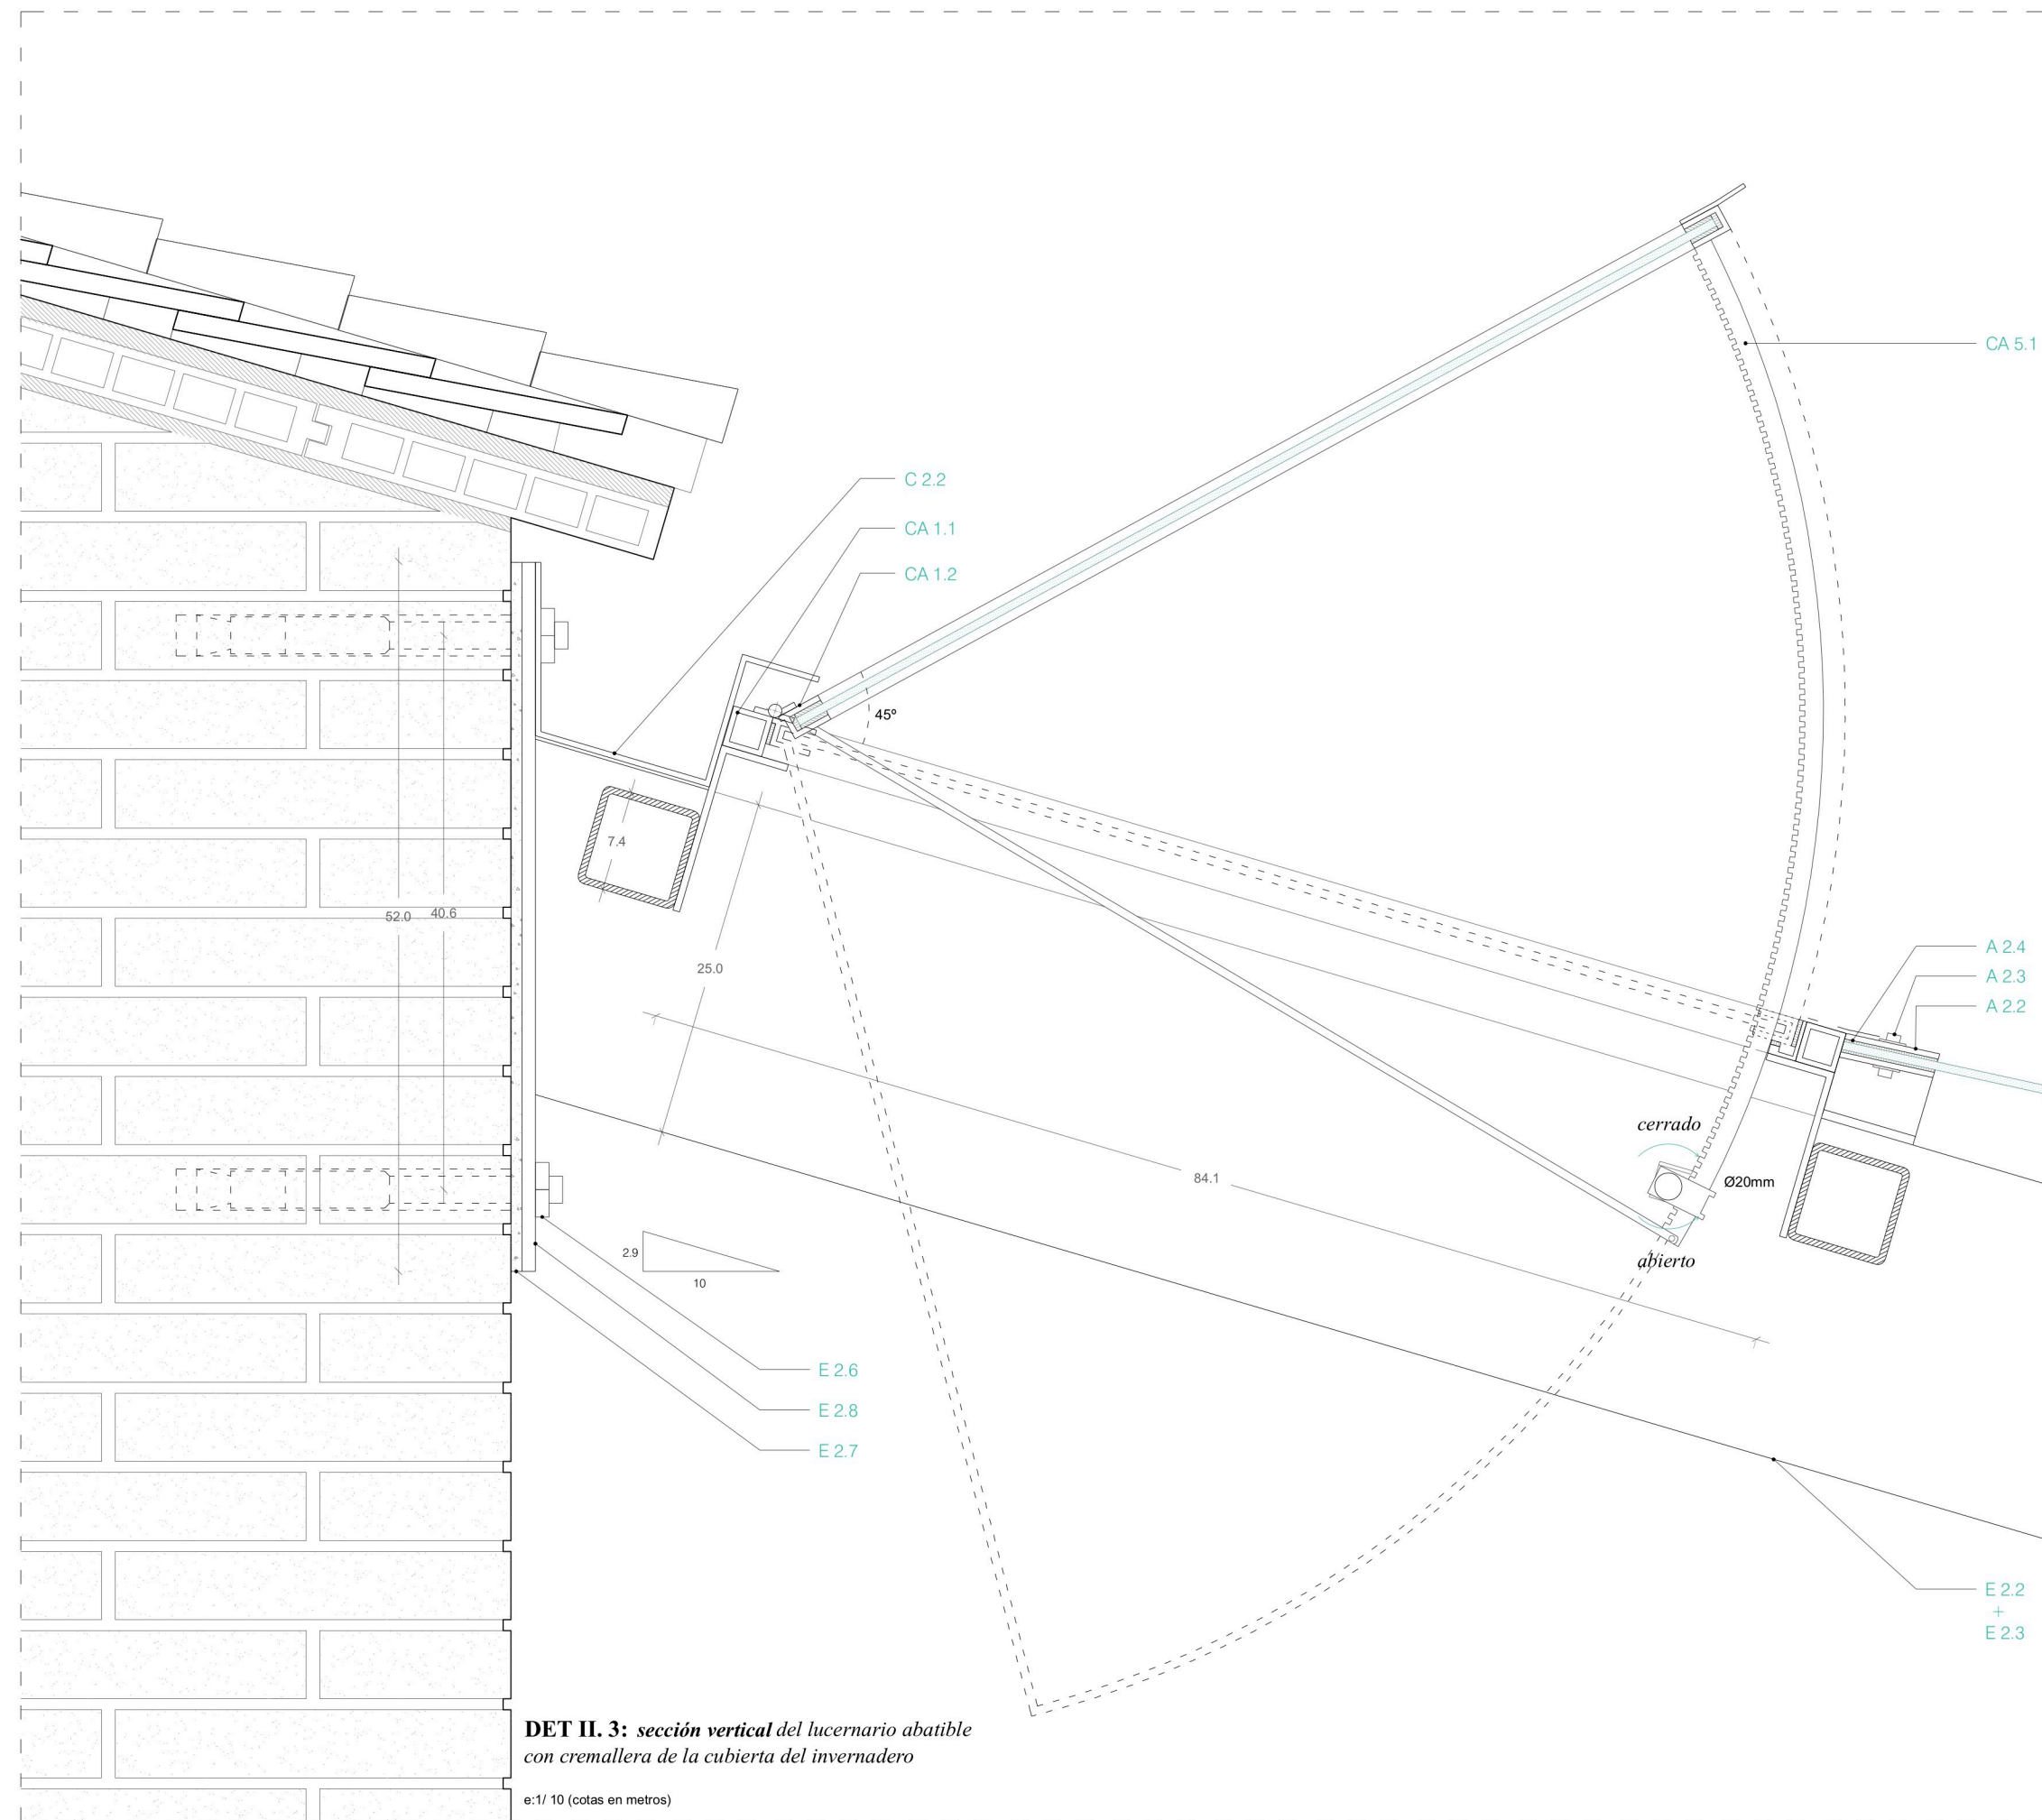 CA 5.1
C 2.2
CA 1.1
CA 1.2
45º
7.4
52.0
40.6
25.0
A 2.4
A 2.3
A 2.2
cerrado
84.1
Ø20mm
abierto
2.9
10
E 2.6
E 2.8
E 2.7
E 2.2
+
E 2.3
DET II. 3: sección vertical del lucernario abatible
con cremallera de la cubierta del invernadero
e:1/ 10 (cotas en metros)